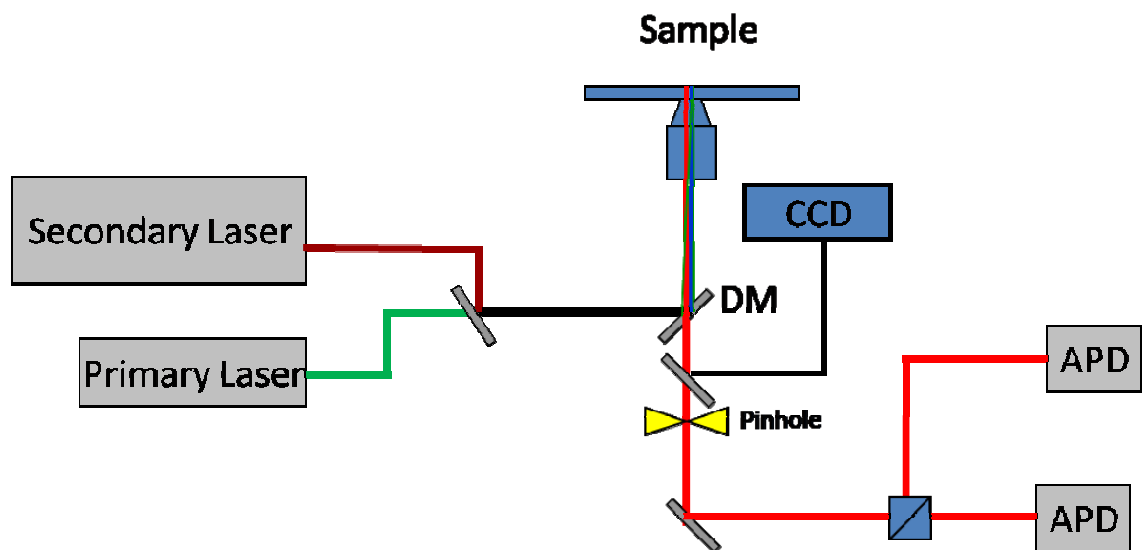 Sample
CCD
Secondary Laser
DM
Primary Laser
APD
Pinhole
APD